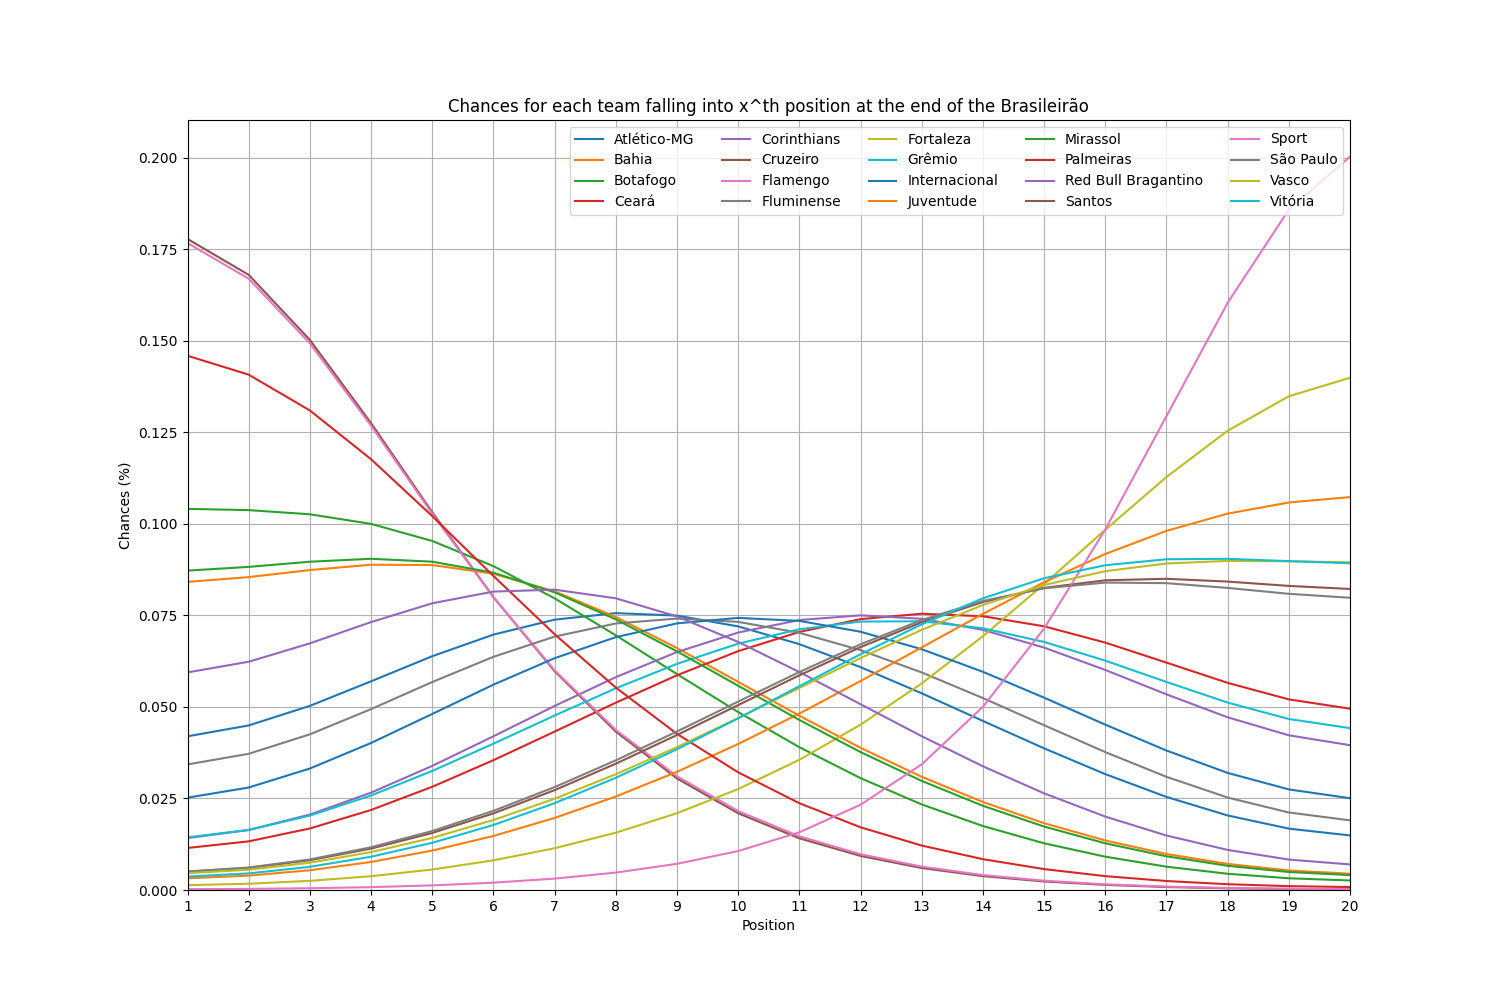 Chances for each team falling into x^th position at the end of the Brasileirão
Atlético-MG Corinthians Fortaleza Mirassol Sport
Bahia Cruzeiro Grêmio Palmeiras São Paulo
Botafogo Flamengo Internacional Red Bull Bragantino Vasco
Ceará Fluminense Juventude Santos Vitória
0.200
0.175
0.150
0.125
0.100
0.075
0.050
0.025
0.000
Chances (%)
1 2 3 4 5 6 7 8 9 10 11 12 13 14 15 16 17 18 19 20
Position